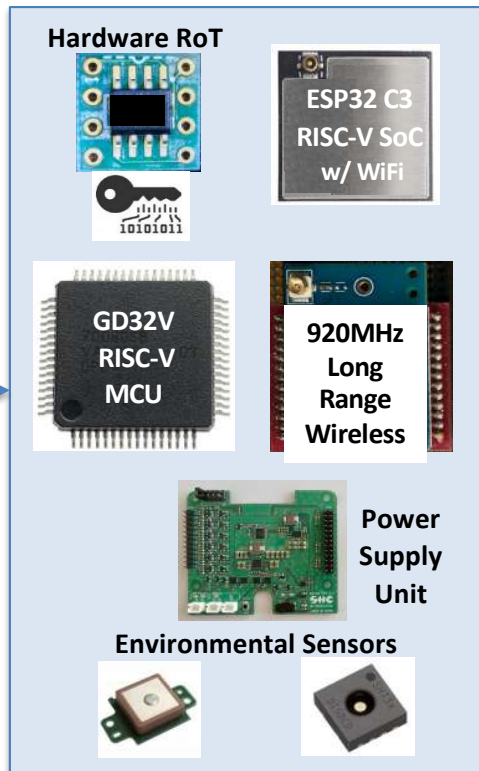 Hardware RoT
ESP32 C3
RISC-V SoC
w/ WiFi
10101011
GD32V
RISC-V
MCU
920MHz
Long
Range
Wireless
Power
Supply
Unit
Environmental Sensors